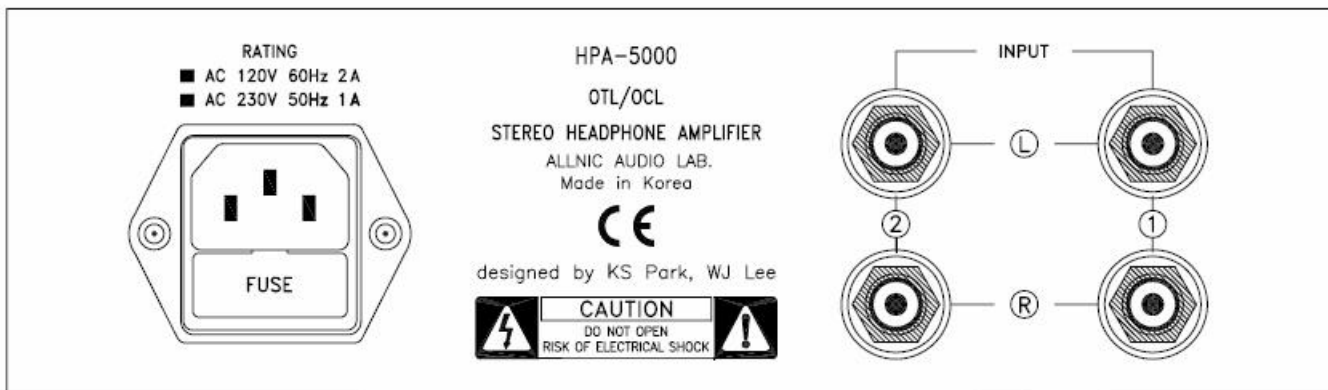 RATING
■ AC 120V 60Hz 2A
■ AC 230V 50Hz 1A
FUSE
HPA-5000
OTL/OCL
STEREO HEADPHONE AMPLIFIER
ALLNIC AUDIO LAB.
Made in Korea
CE
designed by KS Park, WJ Lee
CAUTION
DO NOT OPEN
RISK OF ELECTRICAL SHOCK
INPUT
L
2
1
R